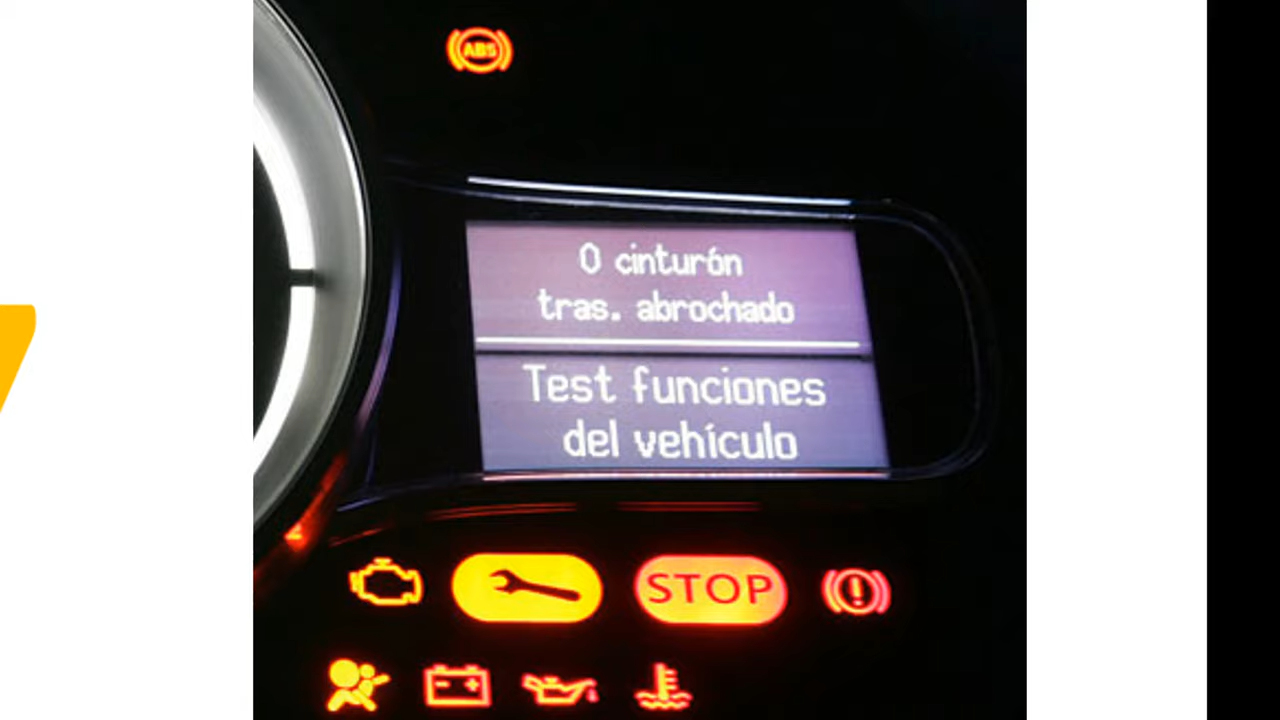 ABS
0 cinturón
tras. abrochado
Test funciones
del vehículo
STOP